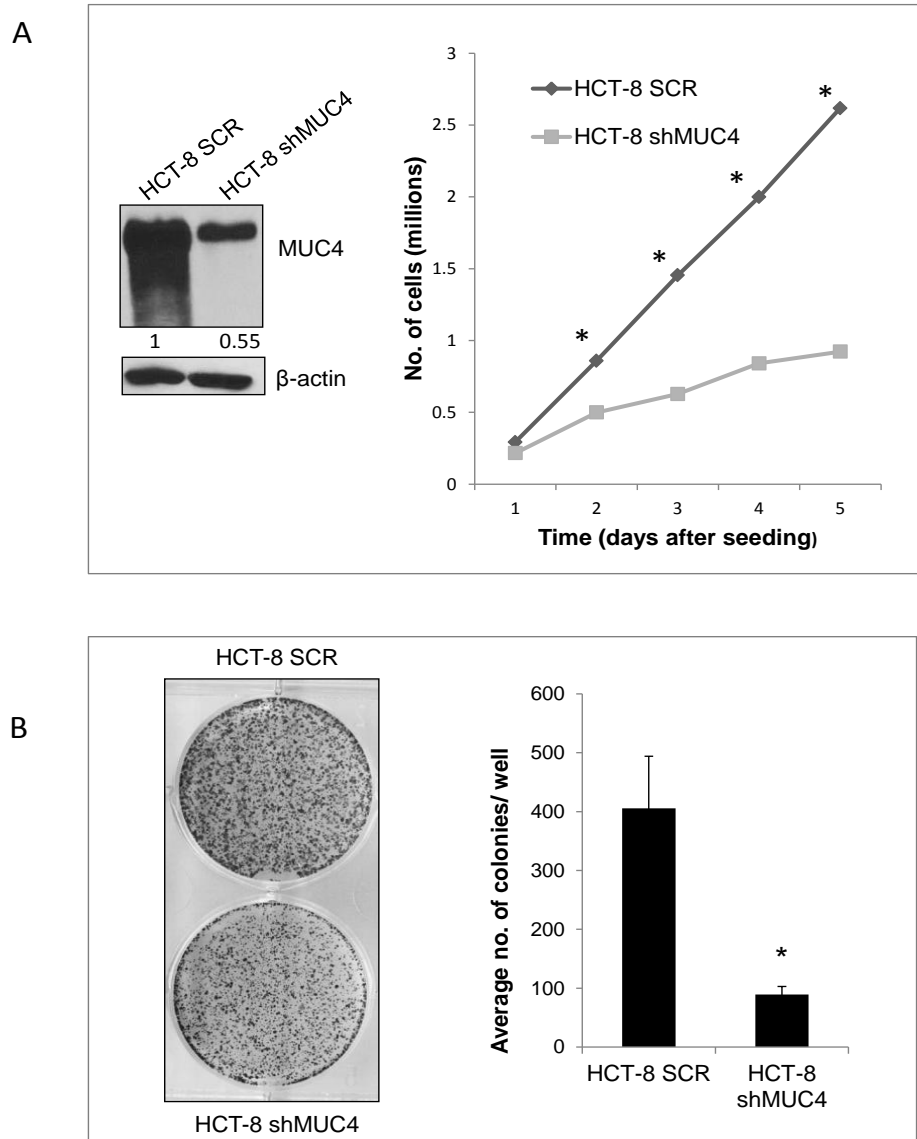 A
HCT-8 SCR
HCT-8 shMUC4
MUC4
1 0.55
β-actin
No. of cells (millions)
3
2.5
2
1.5
1
0.5
0
HCT-8 SCR
HCT-8 shMUC4
*
*
*
*
1 2 3 4 5
Time (days after seeding)
B
HCT-8 SCR
HCT-8 shMUC4
Average no. of colonies/ well
600
500
400
300
200
100
0
*
HCT-8 SCR
HCT-8
shMUC4